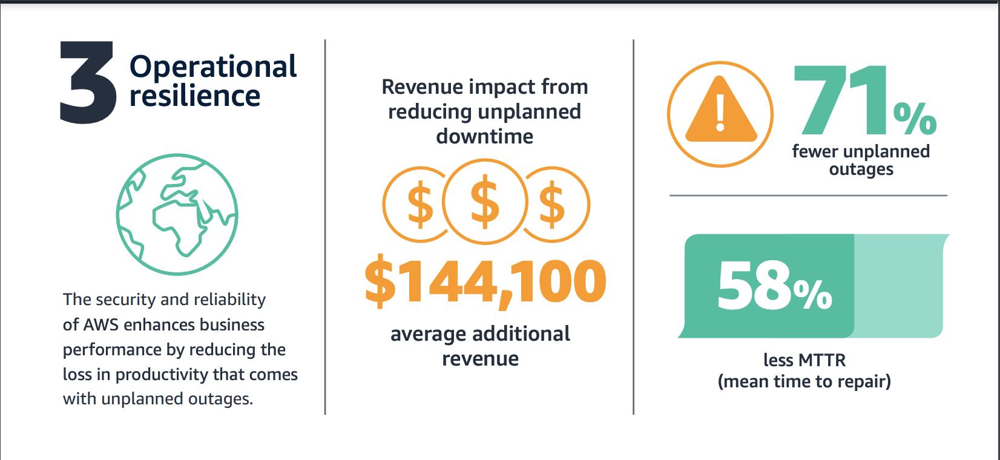 3
Operational
resilience
The security and reliability
of AWS enhances business
performance by reducing the
loss in productivity that comes
with unplanned outages.
Revenue impact from
reducing unplanned
downtime
$ $ $
$144,100
average additional
revenue
!
71%
fewer unplanned
outages
58%
less MTTR
(mean time to repair)